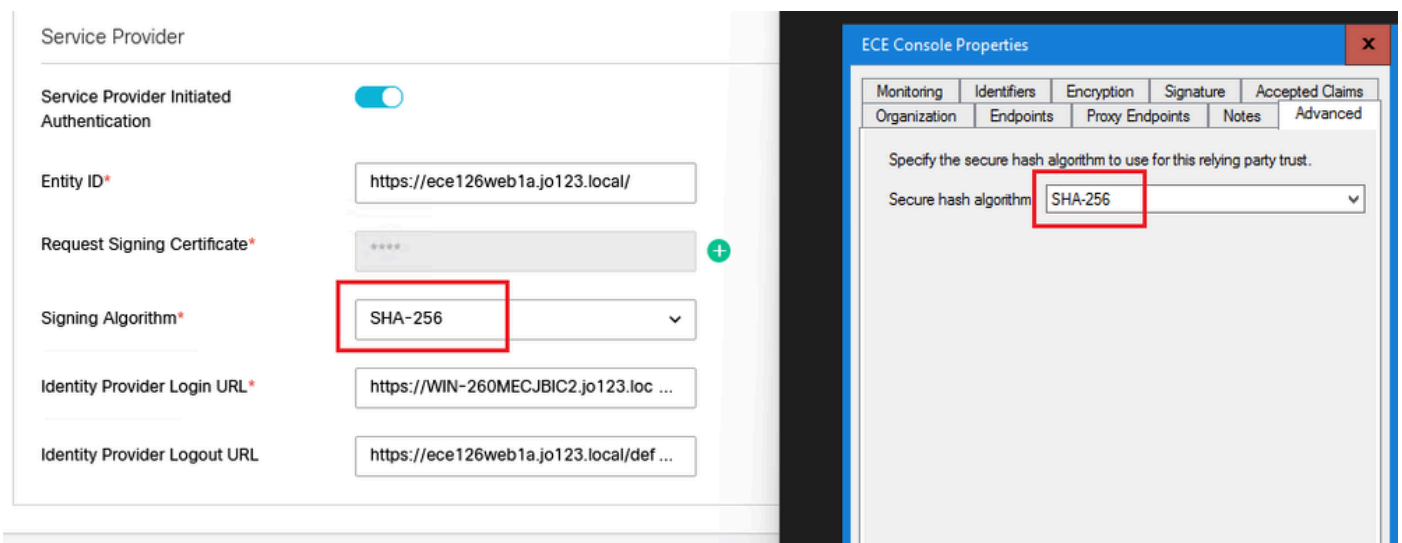 Service Provider
Service Provider Initiated
Authentication
Entity ID*
https://ece126web1a.jo123.local/
Request Signing Certificate*
****
Signing Algorithm*
SHA-256
Identity Provider Login URL*
https://WIN-260MECJBIC2.jo123.loc ...
Identity Provider Logout URL
https://ece126web1a.jo123.local/def ...
ECE Console Properties
x
Monitoring Identifiers Encryption Signature Accepted Claims
Organization Endpoints Proxy Endpoints Notes Advanced
Specify the secure hash algorithm to use for this relying party trust.
Secure hash algorithm SHA-256